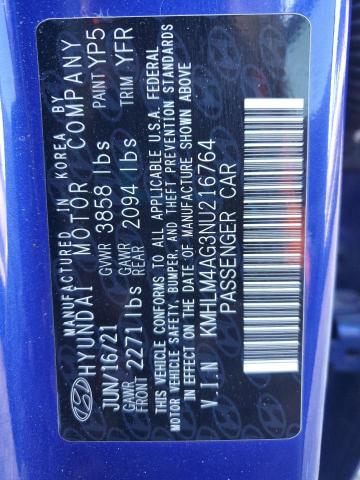 MANUFACTURED IN KOREA BY
HYUNDAI MOTOR COMPANY
JUN/16/21 GVWR 3858 lbs PAINT YP5
GAWR FRONT 2271 lbs GAWR REAR 2094 lbs TRIM YFR
THIS VEHICLE CONFORMS TO ALL APPLICABLE U.S.A. FEDERAL
MOTOR VEHICLE SAFETY, BUMPER, AND THEFT PREVENTION STANDARDS
IN EFFECT ON THE DATE OF MANUFACTURE SHOWN ABOVE
V.I.N KMHLM4AG3NU216764
PASSENGER CAR